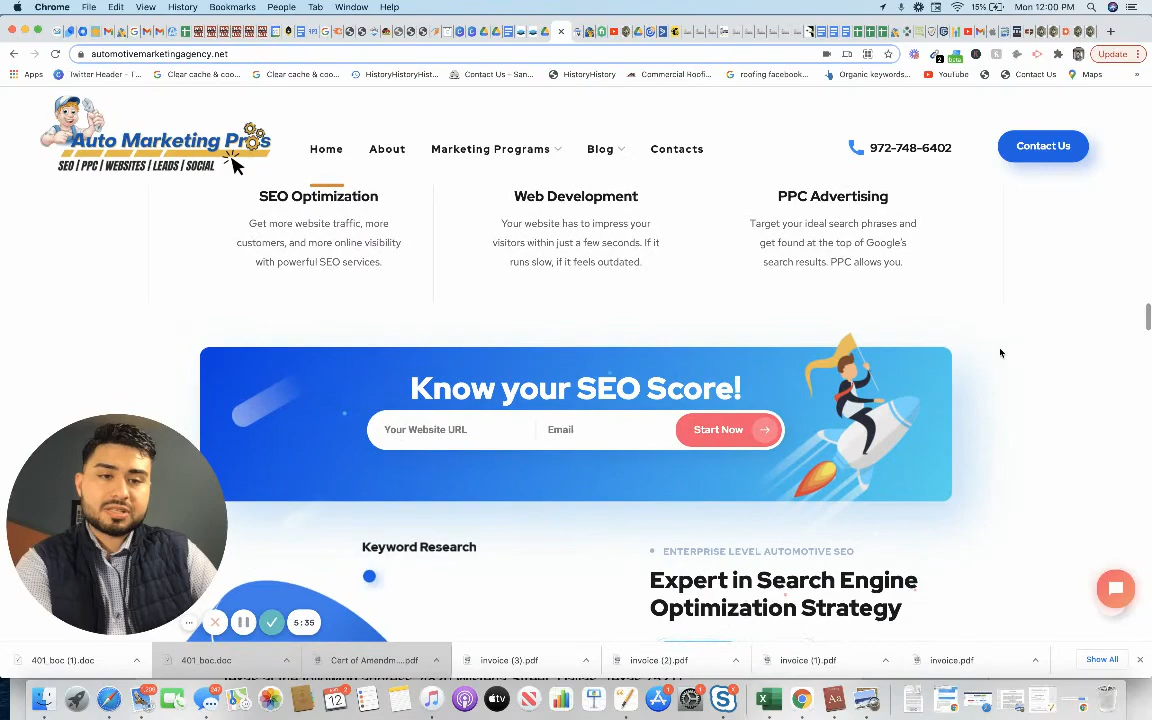 Chrome File Edit View History Bookmarks People Tab Window Help 15% Mon 12:00 PM
automotivemarketingagency.net Update
Apps Twitter Header - 1... Clear cache & coo... Clear cache & coo... HistoryHistoryHist... Contact Us – San... HistoryHistory Commercial Roofi... roofing facebook... Organic keywords... YouTube Contact Us Maps »
Auto Marketing Pros
SEO | PPC | WEBSITES | LEADS | SOCIAL
Home About Marketing Programs Blog Contacts 972-748-6402 Contact Us
SEO Optimization Web Development PPC Advertising
Get more website traffic, more Your website has to impress your Target your ideal search phrases and
customers, and more online visibility visitors within just a few seconds. If it get found at the top of Google's
with powerful SEO services. runs slow, if it feels outdated. search results. PPC allows you.
Know your SEO Score!
Your Website URL Email Start Now
Keyword Research
ENTERPRISE LEVEL AUTOMOTIVE SEO
Expert in Search Engine
Optimization Strategy
5:35
401_boc (1).doc 401_boc.doc Cert of Amendm....pdf invoice (3).pdf invoice (2).pdf invoice (1).pdf invoice.pdf Show All